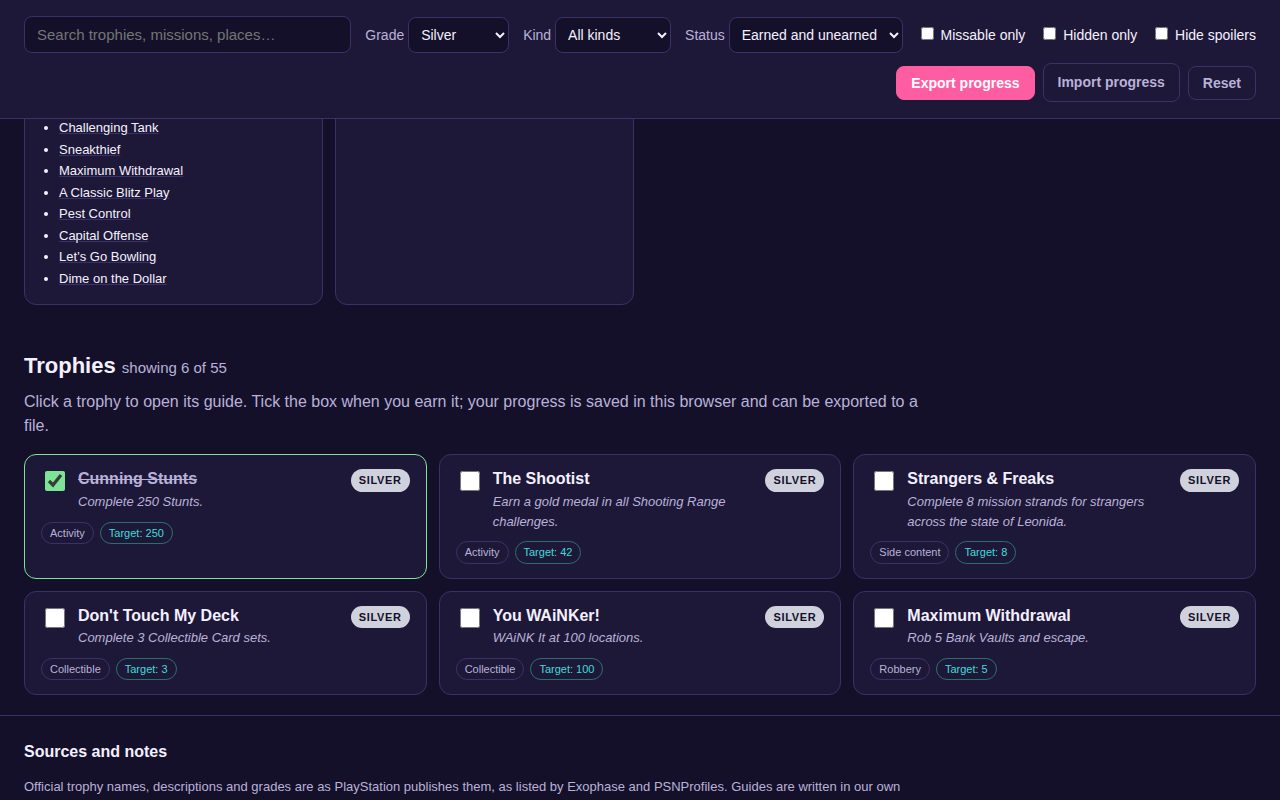 Search trophies, missions, places…
Grade
Silver
Kind
All kinds
Status
Earned and unearned
Missable only
Hidden only
Hide spoilers
Export progress
Import progress
Reset
Challenging Tank
Sneakthief
Maximum Withdrawal
A Classic Blitz Play
Pest Control
Capital Offense
Let's Go Bowling
Dime on the Dollar
Trophies showing 6 of 55
Click a trophy to open its guide. Tick the box when you earn it; your progress is saved in this browser and can be exported to a
file.
Cunning Stunts
SILVER
Complete 250 Stunts.
Activity
Target: 250
The Shootist
SILVER
Earn a gold medal in all Shooting Range
challenges.
Activity
Target: 42
Strangers & Freaks
SILVER
Complete 8 mission strands for strangers
across the state of Leonida.
Side content
Target: 8
Don't Touch My Deck
SILVER
Complete 3 Collectible Card sets.
Collectible
Target: 3
You WAiNKer!
SILVER
WAiNK It at 100 locations.
Collectible
Target: 100
Maximum Withdrawal
SILVER
Rob 5 Bank Vaults and escape.
Robbery
Target: 5
Sources and notes
Official trophy names, descriptions and grades are as PlayStation publishes them, as listed by Exophase and PSNProfiles. Guides are written in our own